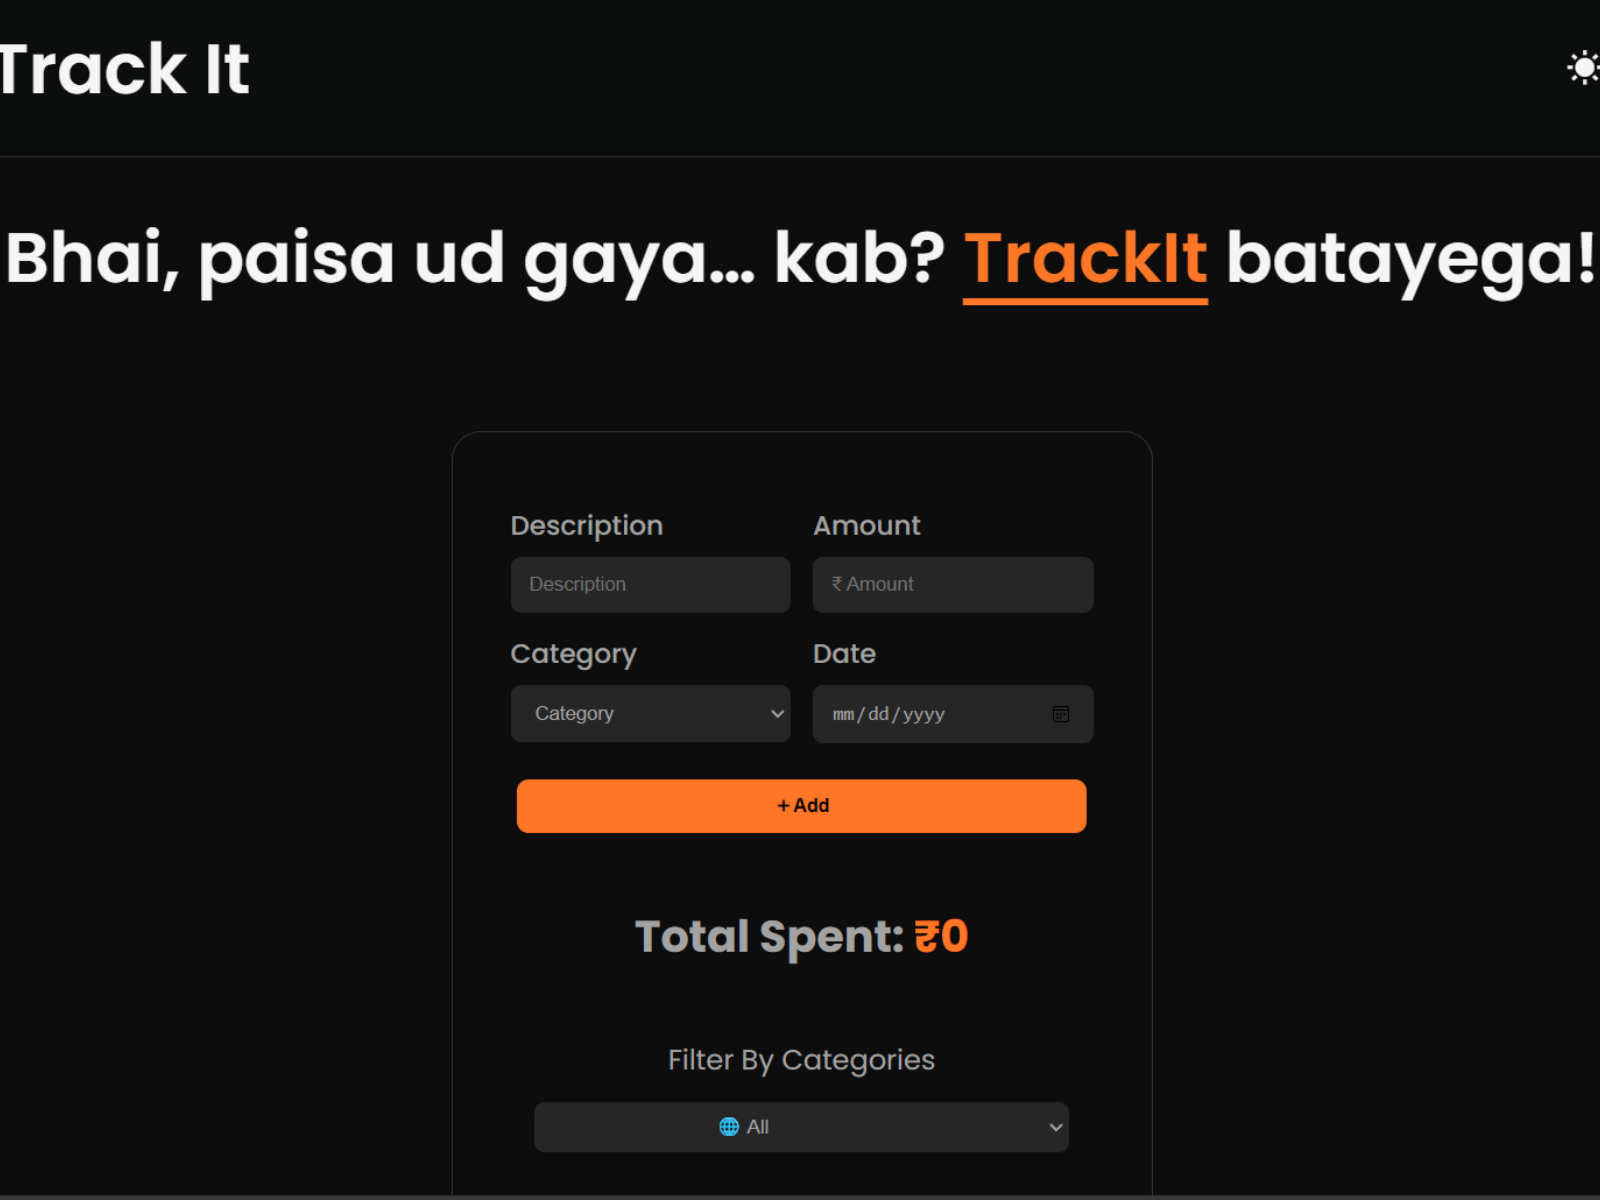 Track It
Bhai, paisa ud gaya... kab? TrackIt batayega!
Description Amount
Description ₹ Amount
Category Date
Category mm/dd/yyyy
+ Add
Total Spent: ₹0
Filter By Categories
All